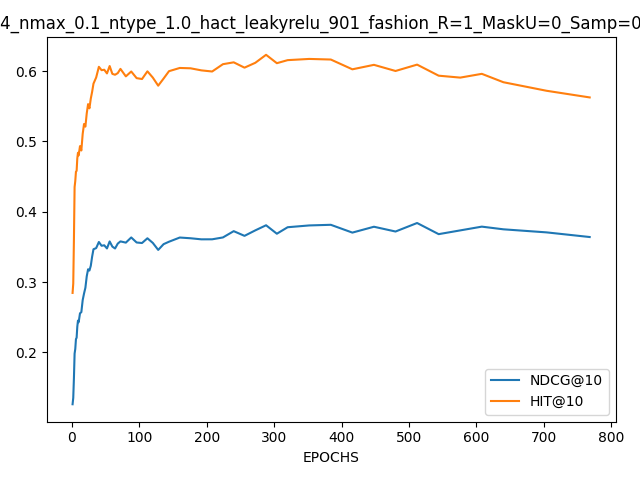 4_nmax_0.1_ntype_1.0_hact_leakyrelu_901_fashion_R=1_MaskU=0_Samp=0
0.6
0.5
0.4
0.3
0.2
NDCG@10
HIT@10
0 100 200 300 400 500 600 700 800
EPOCHS